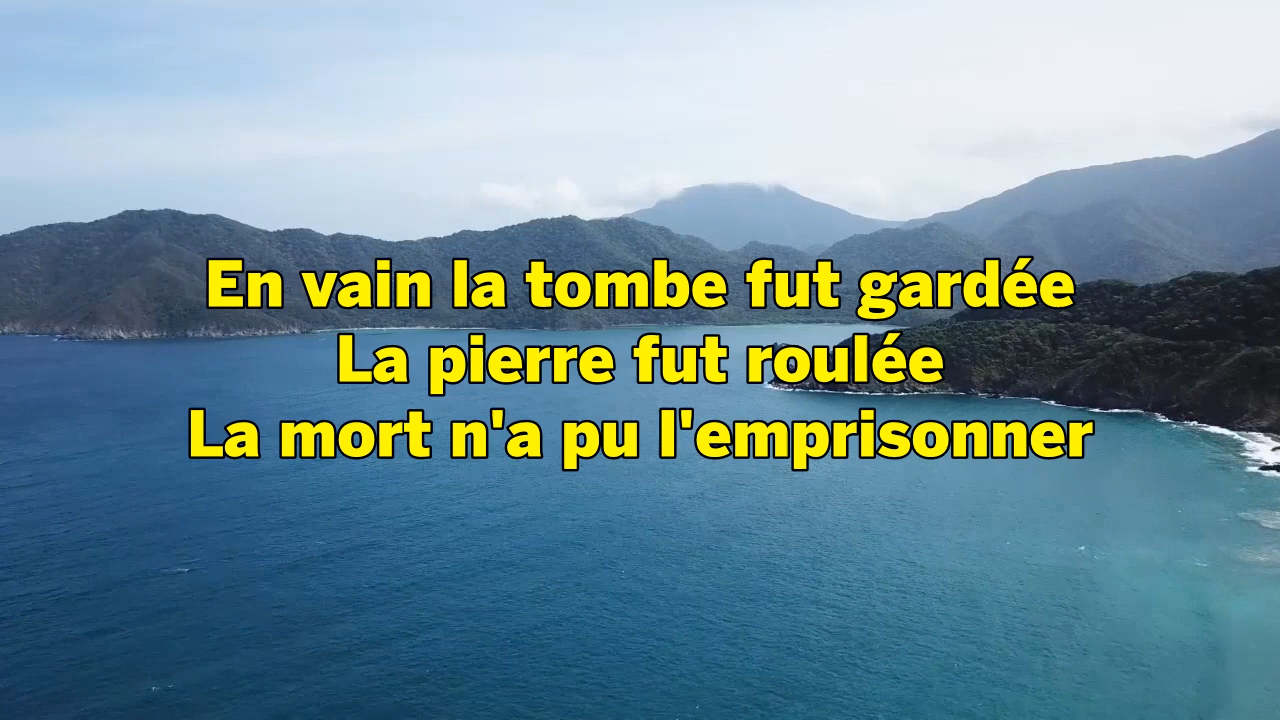 En vain la tombe fut gardée
La pierre fut roulée
La mort n'a pu l'emprisonner